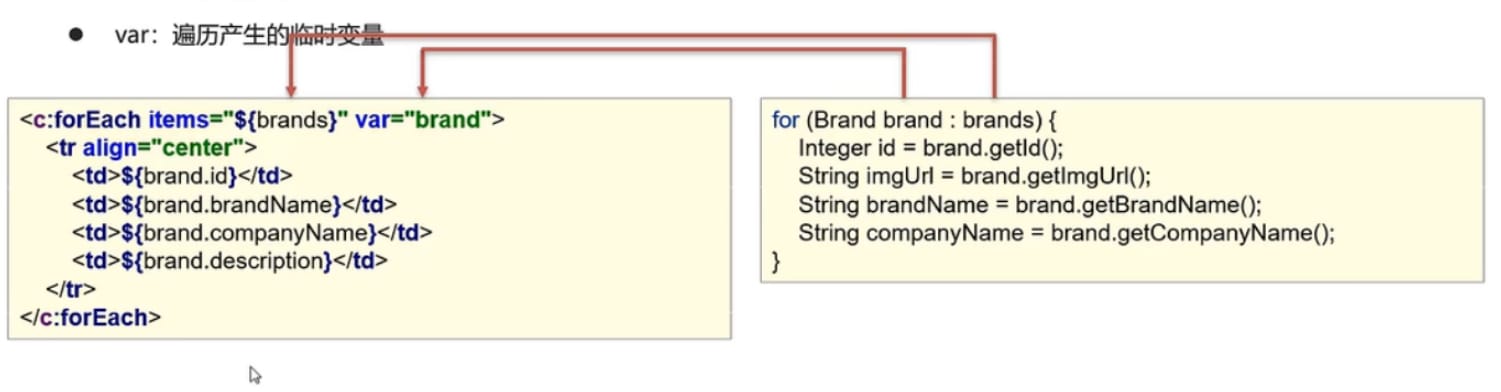 ● var：遍历产生的临时变量
<c:forEach items="${brands}" var="brand">
<tr align="center">
<td>${brand.id}</td>
<td>${brand.brandName}</td>
<td>${brand.companyName}</td>
<td>${brand.description}</td>
</tr>
</c:forEach>
for (Brand brand : brands) {
Integer id = brand.getId();
String imgUrl = brand.getImgUrl();
String brandName = brand.getBrandName();
String companyName = brand.getCompanyName();
}